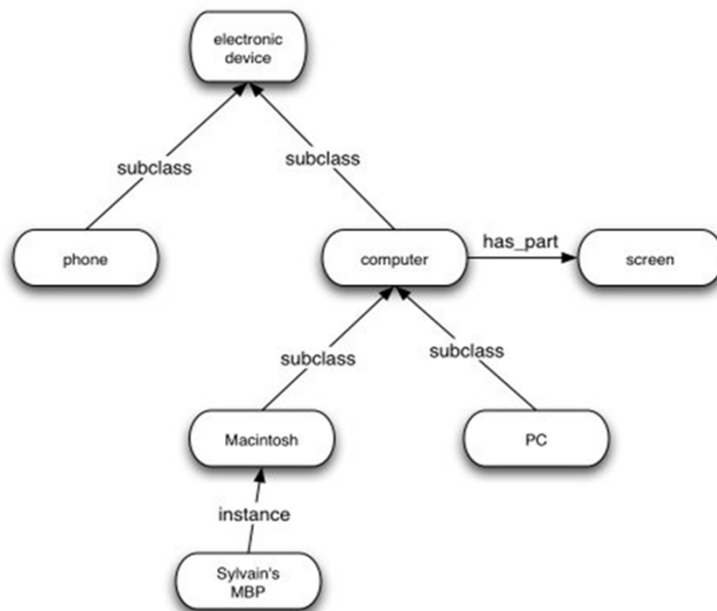 electronic
device
subclass
subclass
phone
computer
has_part
screen
subclass
subclass
Macintosh
PC
instance
Sylvain's
MBP